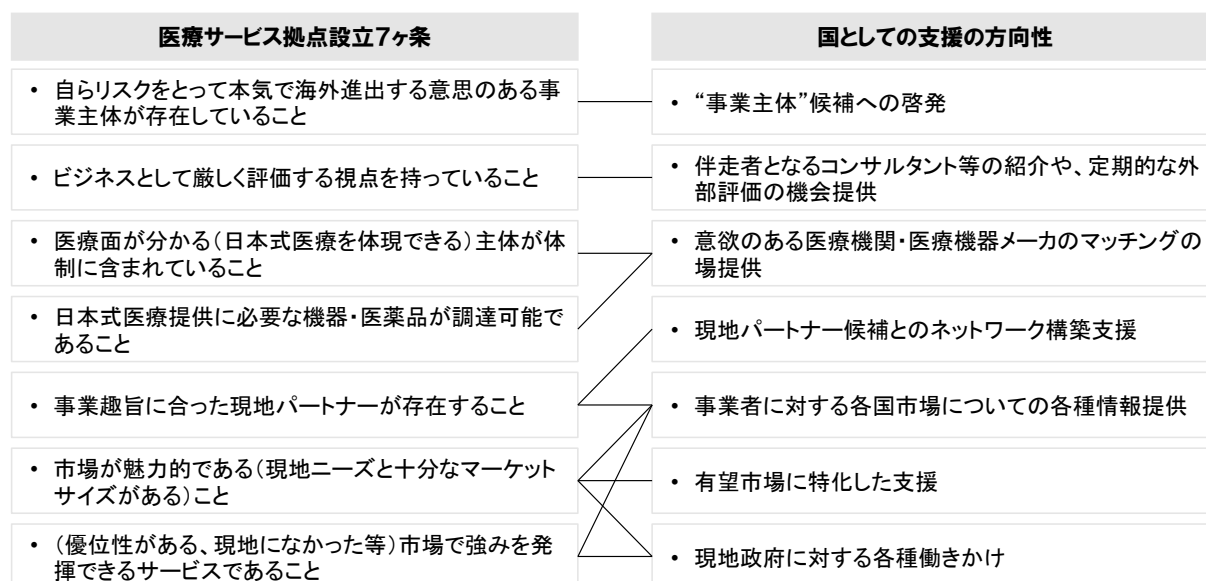 医療サービス拠点設立7ヶ条
• 自らリスクをとって本気で海外進出する意思のある事
業主体が存在していること
• ビジネスとして厳しく評価する視点を持っていること
• 医療面が分かる（日本式医療を体現できる）主体が体
制に含まれていること
• 日本式医療提供に必要な機器・医薬品が調達可能で
あること
• 事業趣旨に合った現地パートナーが存在すること
• 市場が魅力的である（現地ニーズと十分なマーケット
サイズがある）こと
• （優位性がある、現地になかった等）市場で強みを発
揮できるサービスであること
国としての支援の方向性
• “事業主体”候補への啓発
• 伴走者となるコンサルタント等の紹介や、定期的な外
部評価の機会提供
• 意欲のある医療機関・医療機器メーカのマッチングの
場提供
• 現地パートナー候補とのネットワーク構築支援
• 事業者に対する各国市場についての各種情報提供
• 有望市場に特化した支援
• 現地政府に対する各種働きかけ